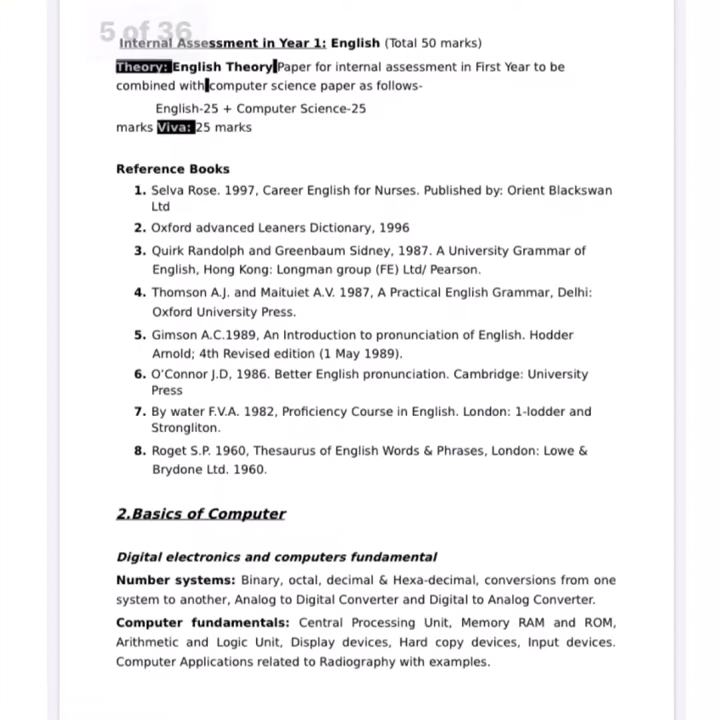 5 of 36
Internal Assessment in Year 1: English (Total 50 marks)
Theory: English Theory Paper for internal assessment in First Year to be
combined with computer science paper as follows-
English-25 + Computer Science-25
marks Viva: 25 marks
Reference Books
1. Selva Rose. 1997, Career English for Nurses. Published by: Orient Blackswan
Ltd
2. Oxford advanced Leaners Dictionary, 1996
3. Quirk Randolph and Greenbaum Sidney, 1987. A University Grammar of
English, Hong Kong: Longman group (FE) Ltd/ Pearson.
4. Thomson A.J. and Maituiet A.V. 1987, A Practical English Grammar, Delhi:
Oxford University Press.
5. Gimson A.C.1989, An Introduction to pronunciation of English. Hodder
Arnold; 4th Revised edition (1 May 1989).
6. O’Connor J.D, 1986. Better English pronunciation. Cambridge: University
Press
7. By water F.V.A. 1982, Proficiency Course in English. London: 1-lodder and
Strongliton.
8. Roget S.P. 1960, Thesaurus of English Words & Phrases, London: Lowe &
Brydone Ltd. 1960.
2.Basics of Computer
Digital electronics and computers fundamental
Number systems: Binary, octal, decimal & Hexa-decimal, conversions from one
system to another, Analog to Digital Converter and Digital to Analog Converter.
Computer fundamentals: Central Processing Unit, Memory RAM and ROM,
Arithmetic and Logic Unit, Display devices, Hard copy devices, Input devices.
Computer Applications related to Radiography with examples.